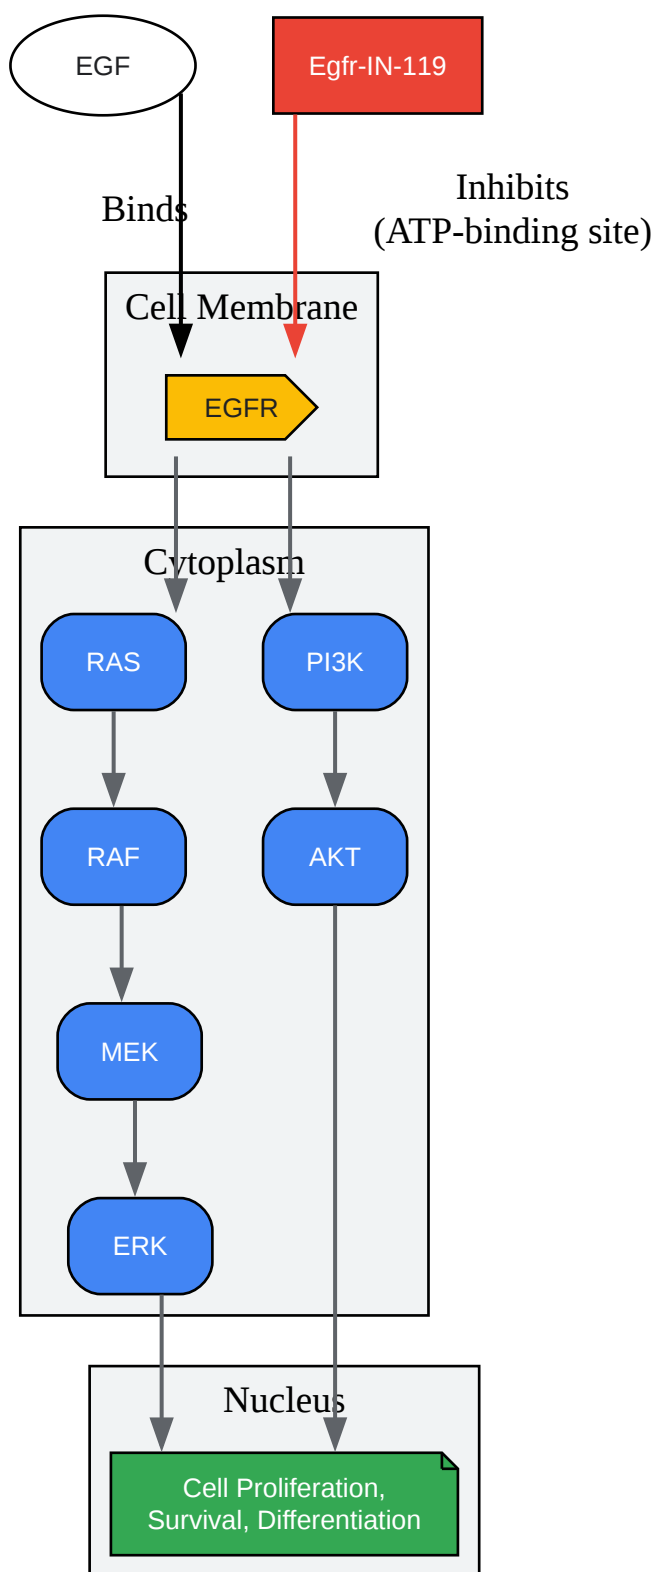 EGF
Egfr-IN-119
Binds
Inhibits
(ATP-binding site)
Cell Membrane
EGFR
Cytoplasm
RAS
PI3K
RAF
AKT
MEK
ERK
Nucleus
Cell Proliferation,
Survival, Differentiation